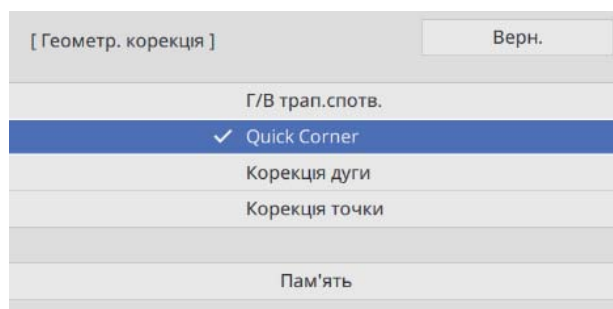 [ Геометр. корекція ]
Верн.
Г/В трап.спотв.
✓ Quick Corner
Корекція дуги
Корекція точки
Пам'ять